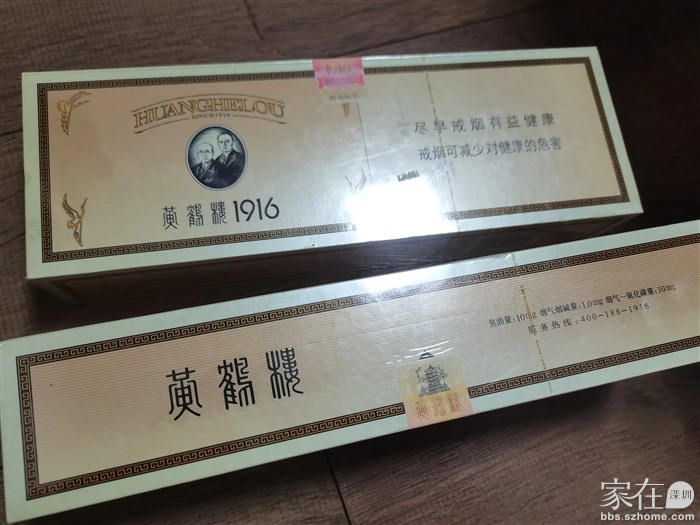 HUANGHELOU
SINCE1916
黄鹤楼1916
尽早戒烟有益健康
戒烟可减少对健康的危害
黄鹤楼
焦油量:10mg 烟气烟碱量:1.0mg 烟气一氧化碳量:10mg
服务热线:400-188-1916
黄鹤楼
家在深圳
bbs.szhome.com